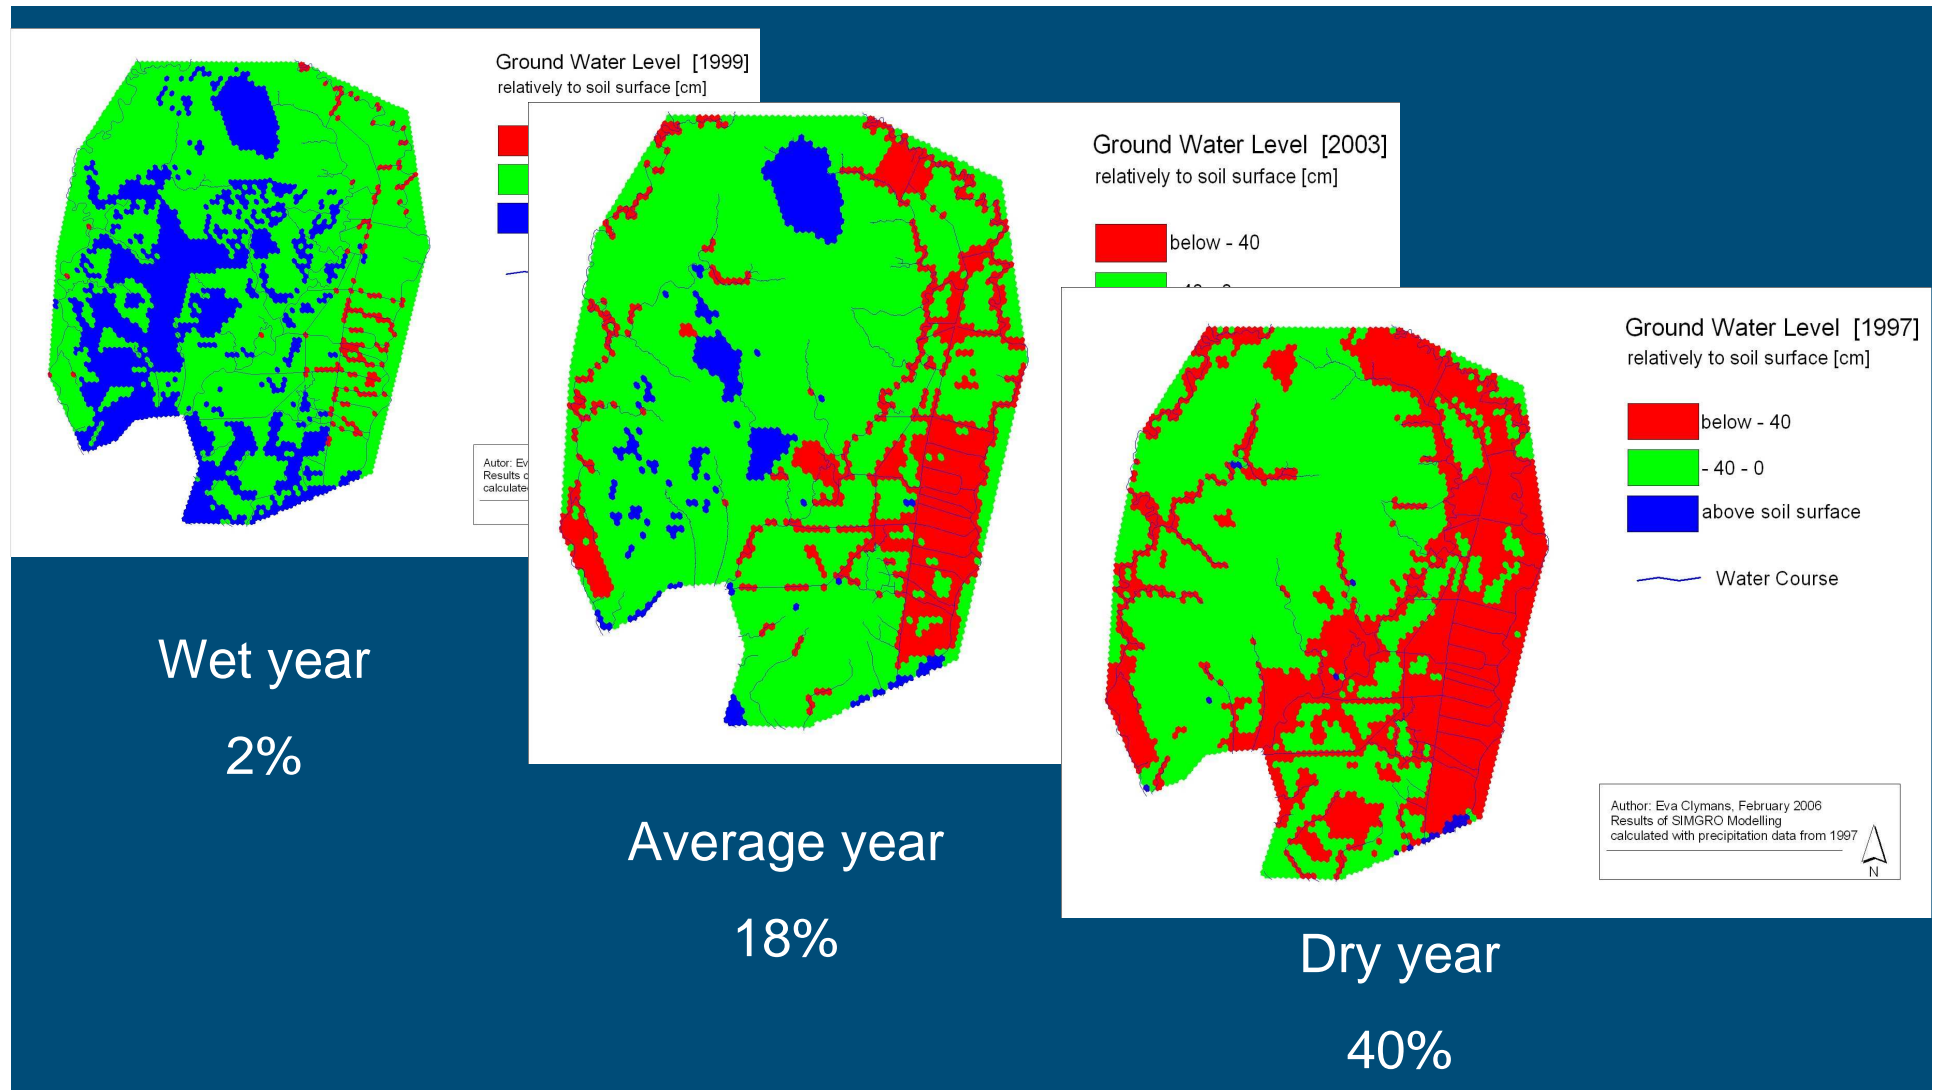 Ground Water Level [1999]
relatively to soil surface [cm]
Autor:
Results
calculated
Wet year
2%
Ground Water Level [2003]
relatively to soil surface [cm]
below - 40
Average year
18%
Ground Water Level [1997]
relatively to soil surface [cm]
below - 40
- 40 - 0
above soil surface
Water Course
Author: Eva Clymans, February 2006
Results of SIMGRO Modelling
calculated with precipitation data from 1997
N
Dry year
40%